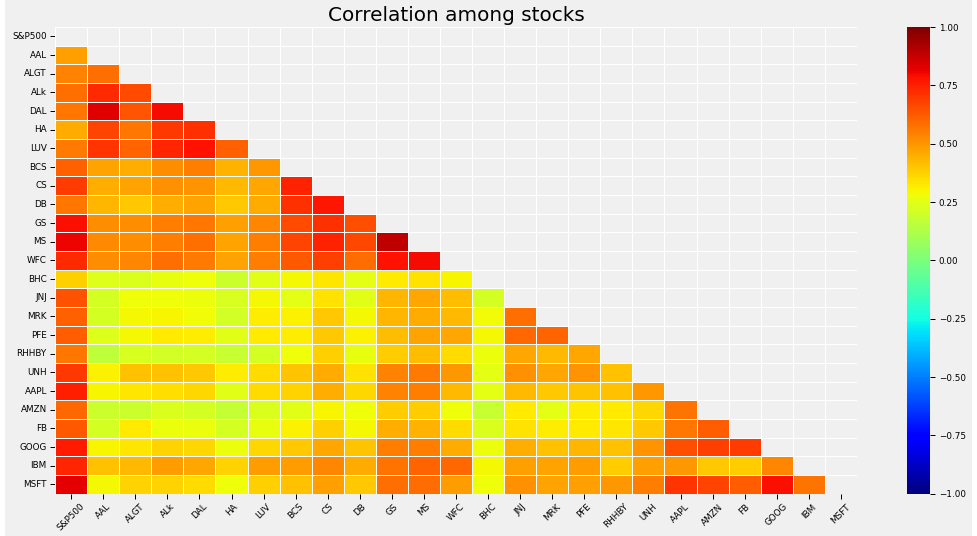 Correlation among stocks
S&P500
AAL
ALGT
ALk
DAL
HA
LUV
BCS
CS
DB
GS
MS
WFC
BHC
JNJ
MRK
PFE
RHHBY
UNH
AAPL
AMZN
FB
GOOG
IBM
MSFT
S&P500 AAL ALGT ALk DAL HA LUV BCS CS DB GS MS WFC BHC JNJ MRK PFE RHHBY UNH AAPL AMZN FB GOOG IBM MSFT
1.00
0.75
0.50
0.25
0.00
−0.25
−0.50
−0.75
−1.00